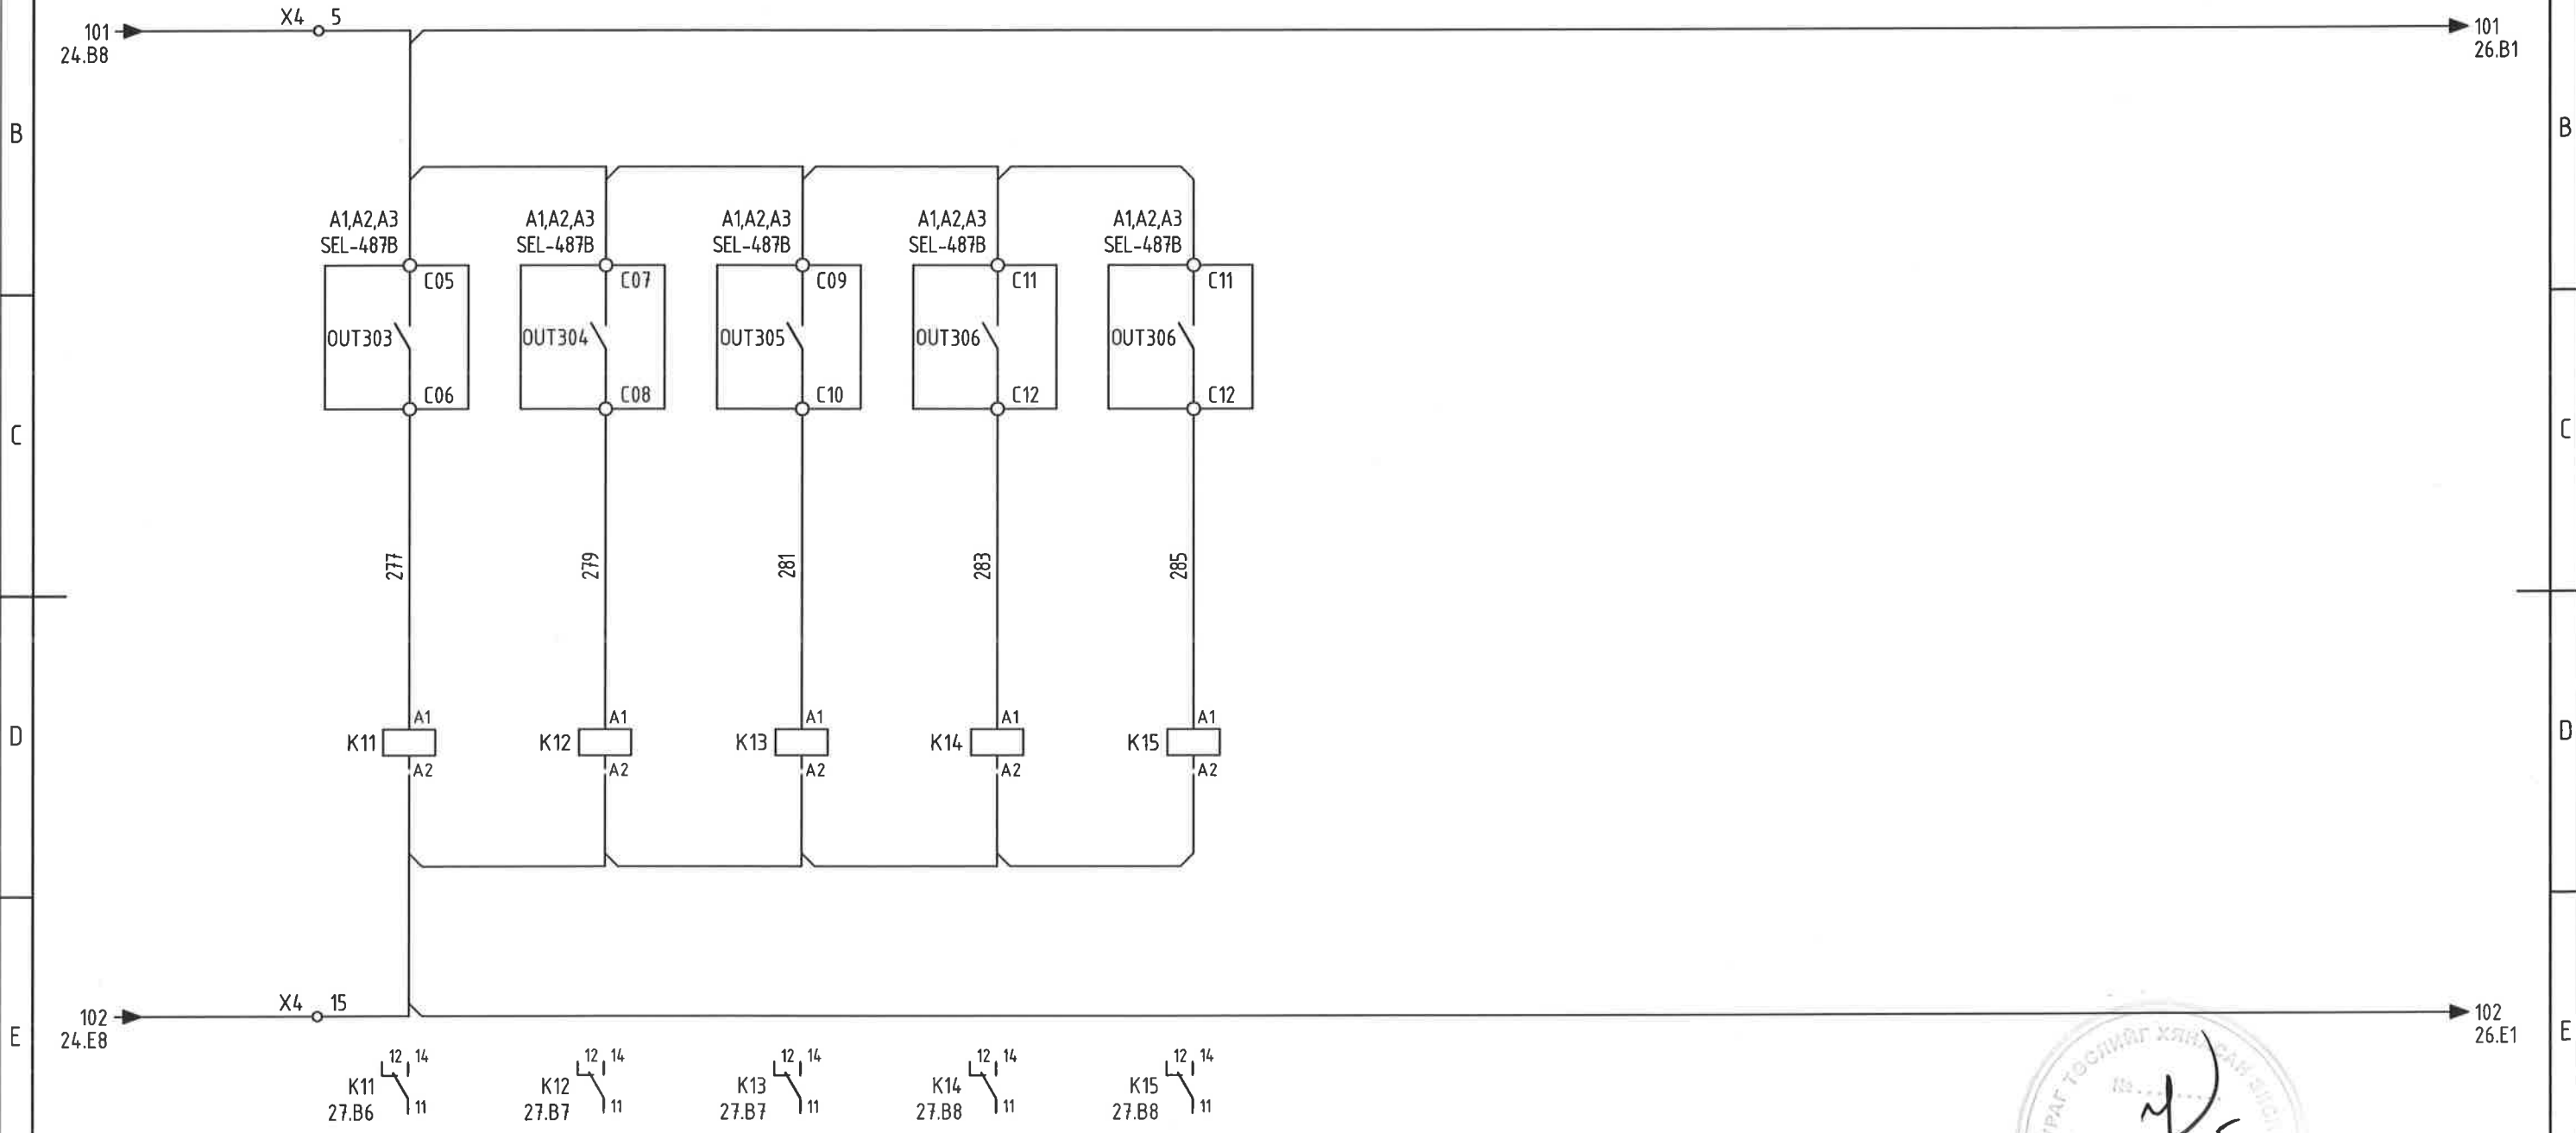 X4 5
101
24.B8
101
26.B1
B
B
A1,A2,A3
SEL-487B
A1,A2,A3
SEL-487B
A1,A2,A3
SEL-487B
A1,A2,A3
SEL-487B
A1,A2,A3
SEL-487B
C05
C07
C09
C11
C11
OUT303
OUT304
OUT305
OUT306
OUT306
C06
C08
C10
C12
C12
C
C
277
279
281
283
285
A1
A1
A1
A1
A1
K11
K12
K13
K14
K15
A2
A2
A2
A2
A2
D
D
X4 15
102
24.E8
102
26.E1
E
E
12 14
K11
27.B6
11
12 14
K12
27.B7
11
12 14
K13
27.B7
11
12 14
K14
27.B8
11
12 14
K15
27.B8
11